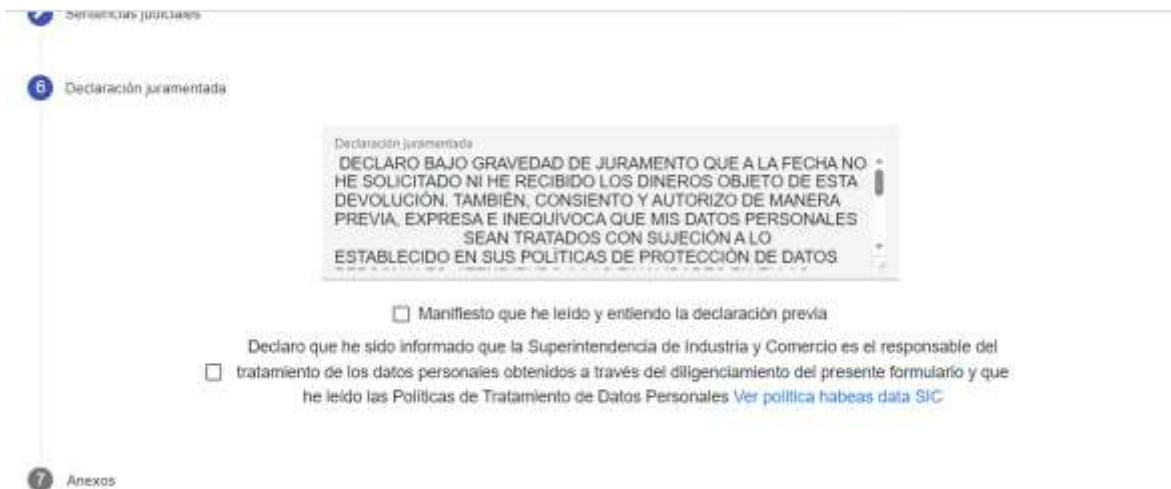 Sentencias judiciales
6 Declaración juramentada
Declaración juramentada
DECLARO BAJO GRAVEDAD DE JURAMENTO QUE A LA FECHA NO
HE SOLICITADO NI HE RECIBIDO LOS DINEROS OBJETO DE ESTA
DEVOLUCIÓN. TAMBIÉN, CONSIENTO Y AUTORIZO DE MANERA
PREVIA, EXPRESA E INEQUÍVOCA QUE MIS DATOS PERSONALES
SEAN TRATADOS CON SUJECIÓN A LO
ESTABLECIDO EN SUS POLÍTICAS DE PROTECCIÓN DE DATOS
Manifiesto que he leído y entiendo la declaración previa
Declaro que he sido informado que la Superintendencia de Industria y Comercio es el responsable del
tratamiento de los datos personales obtenidos a través del diligenciamiento del presente formulario y que
he leído las Políticas de Tratamiento de Datos Personales Ver política habeas data SIC
7 Anexos